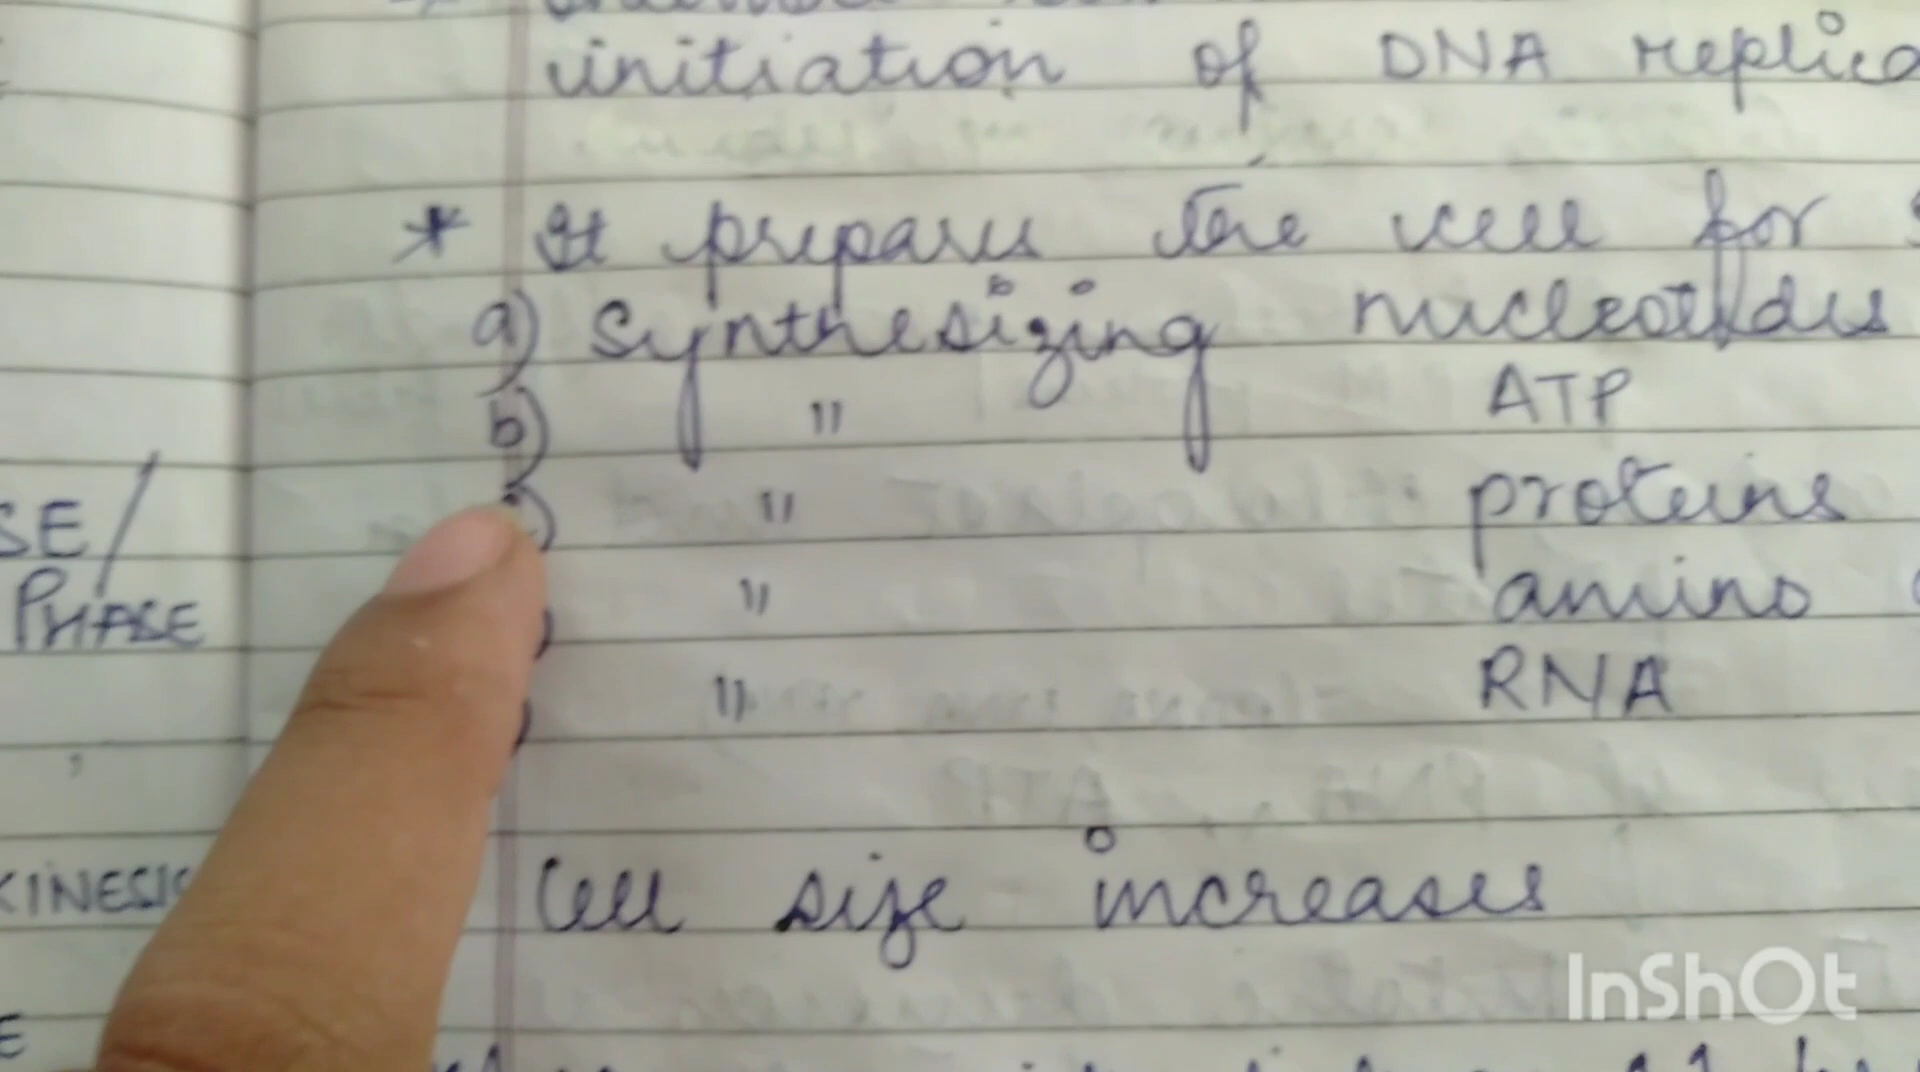 initiation of DNA replica
* It prepares the cell for S
a) Synthesizing nucleotides
b) " ATP
c) " proteins
) " amino
) " RNA
SE/
PHASE
KINESIS
Cell size increases
InShOt